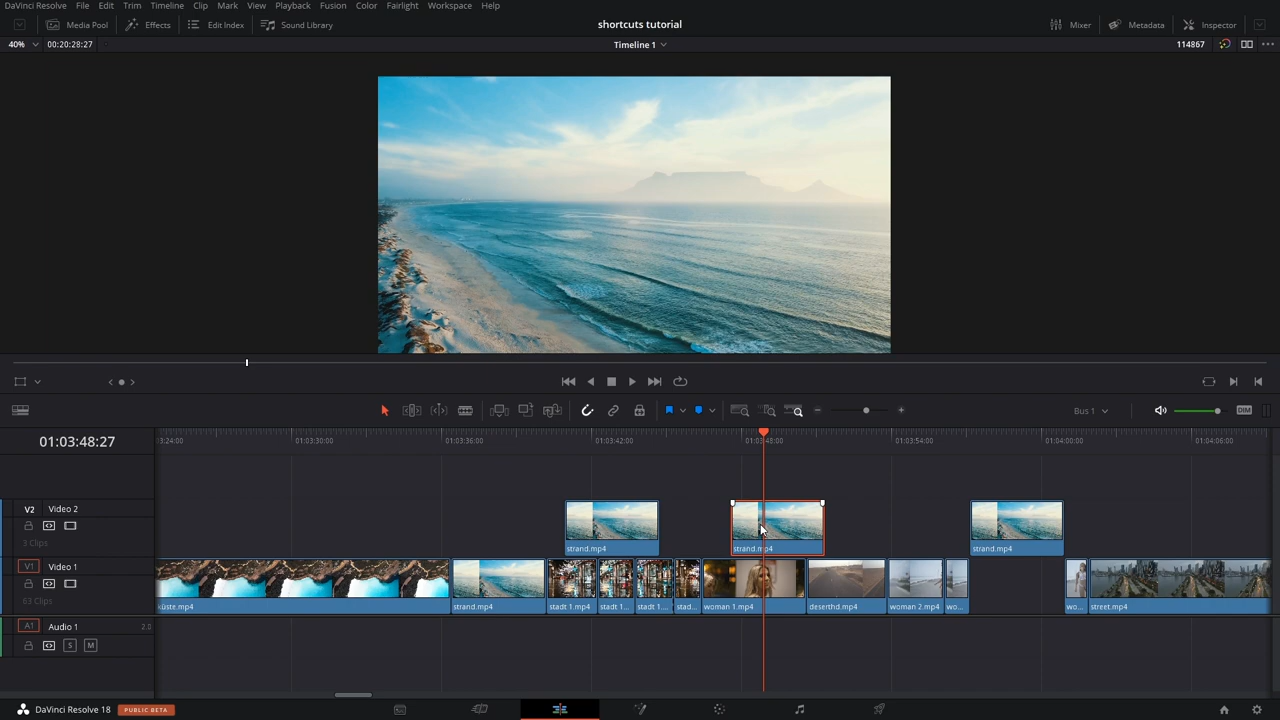 DaVinci Resolve File Edit Trim Timeline Clip Mark View Playback Fusion Color Fairlight Workspace Help
Media Pool Effects Edit Index Sound Library shortcuts tutorial Mixer Metadata Inspector
40% 00:20:28:27 Timeline 1 114867
Bus 1 DIM
01:03:48:27 :3:24:00 01:03:30:00 01:03:36:00 01:03:42:00 01:03:48:00 01:03:54:00 01:04:00:00 01:04:06:00
V2 Video 2
3 Clips
strand.mp4 strand.mp4 strand.mp4
V1 Video 1
63 Clips
küste.mp4 strand.mp4 stadt 1.mp4 stadt 1... stadt 1.... stad... woman 1.mp4 deserthd.mp4 woman 2.mp4 wo... wo... street.mp4
A1 Audio 1 2.0
S M
DaVinci Resolve 18 PUBLIC BETA